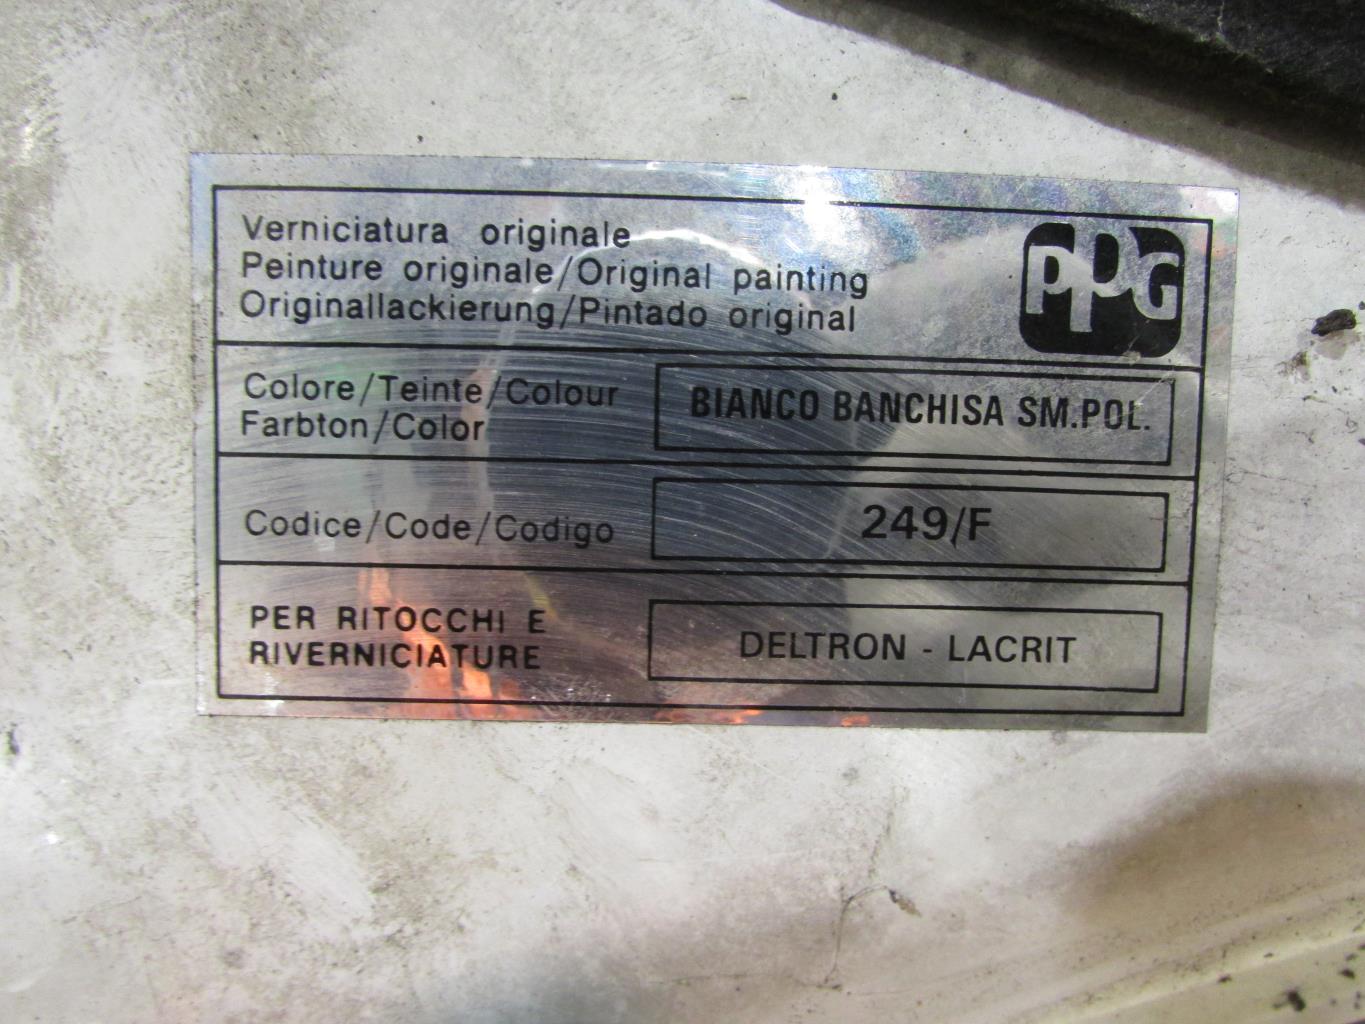 Verniciatura originale
Peinture originale/Original painting
Originallackierung/Pintado original
PPG
Colore/Teinte/Colour
Farbton/Color
BIANCO BANCHISA SM.POL.
Codice/Code/Codigo
249/F
PER RITOCCHI E
RIVERNICIATURE
DELTRON - LACRIT